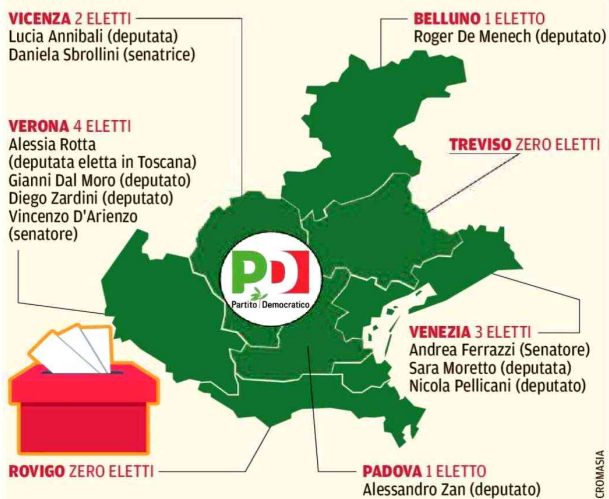 VICENZA 2 ELETTI
Lucia Annibali (deputata)
Daniela Sbrollini (senatrice)
BELLUNO 1 ELETTO
Roger De Menech (deputato)
VERONA 4 ELETTI
Alessia Rotta
(deputata eletta in Toscana)
Gianni Dal Moro (deputato)
Diego Zardini (deputato)
Vincenzo D'Arienzo
(senatore)
TREVISO ZERO ELETTI
PD
Partito Democratico
VENEZIA 3 ELETTI
Andrea Ferrazzi (Senatore)
Sara Moretto (deputata)
Nicola Pellicani (deputato)
ROVIGO ZERO ELETTI
PADOVA 1 ELETTO
Alessandro Zan (deputato)
CROMASIA